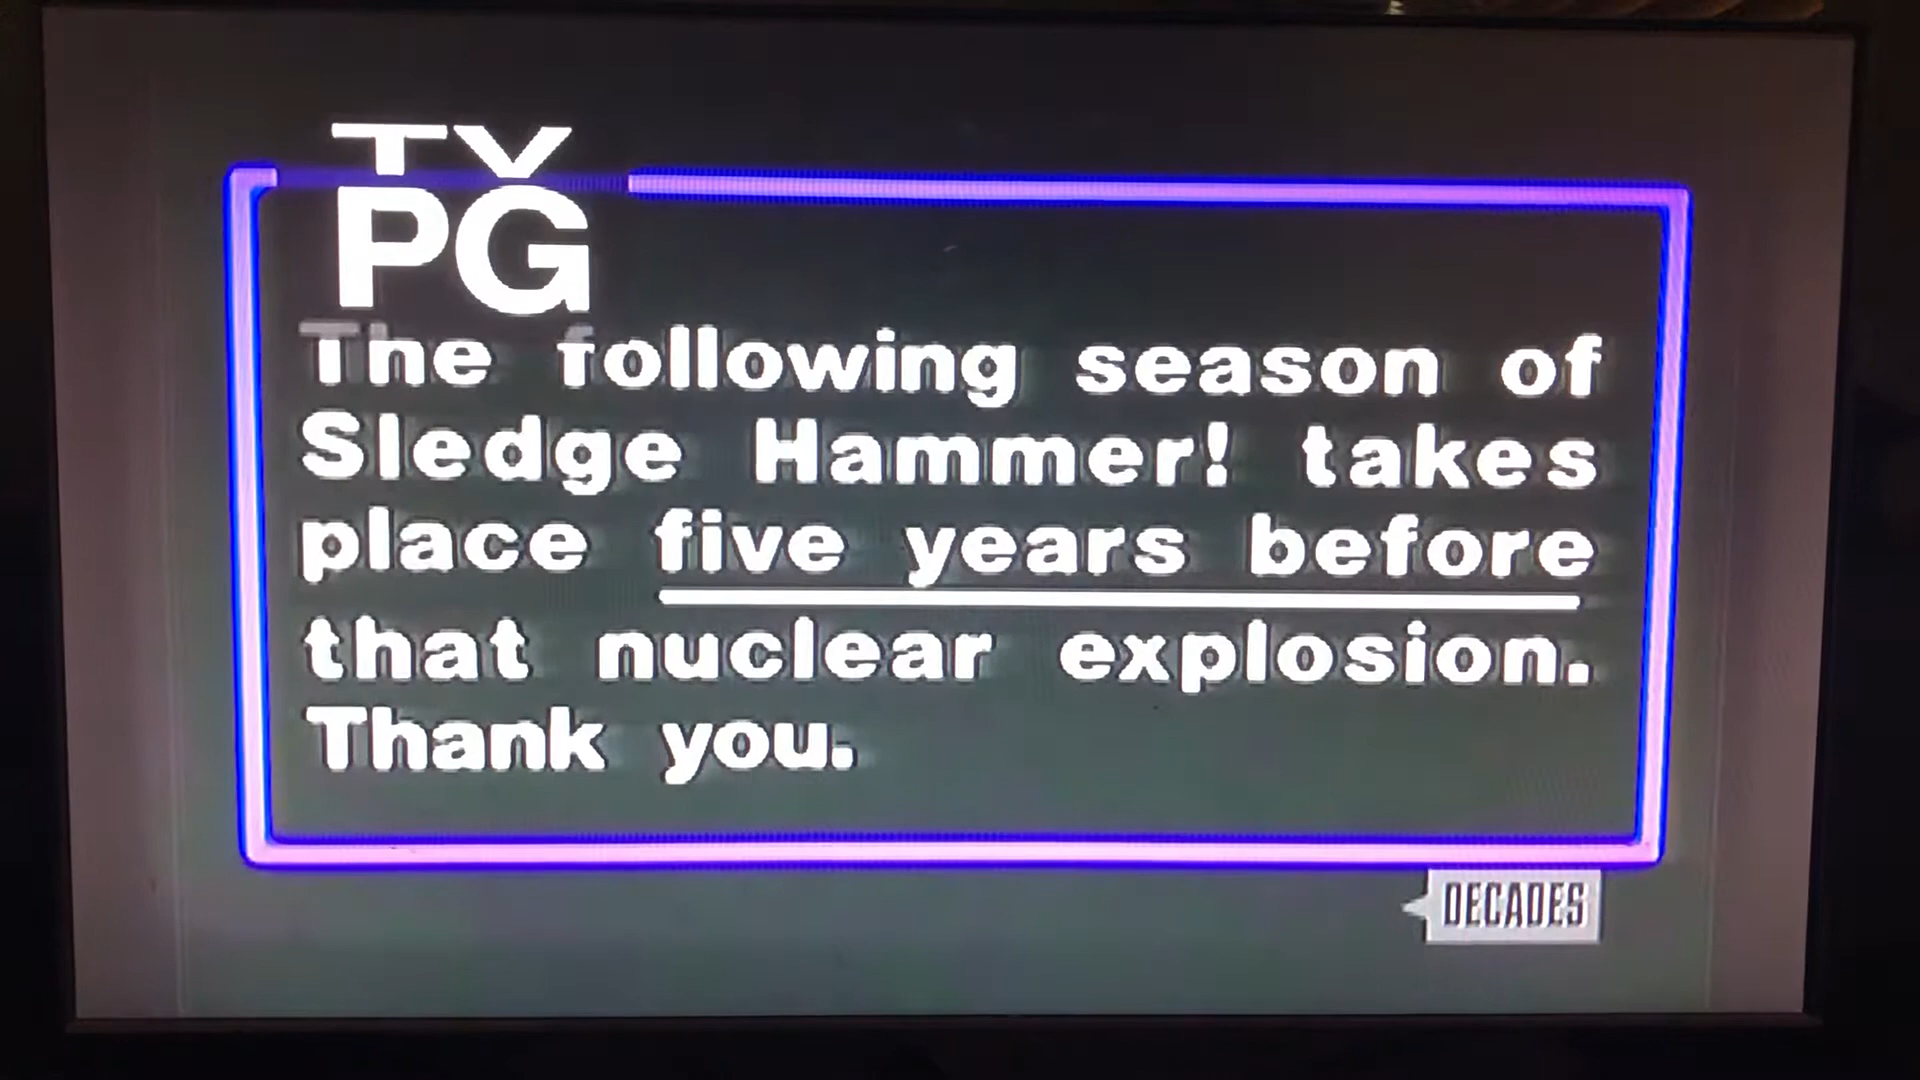 TV
PG
The following season of
Sledge Hammer! takes
place five years before
that nuclear explosion.
Thank you.
DECADES